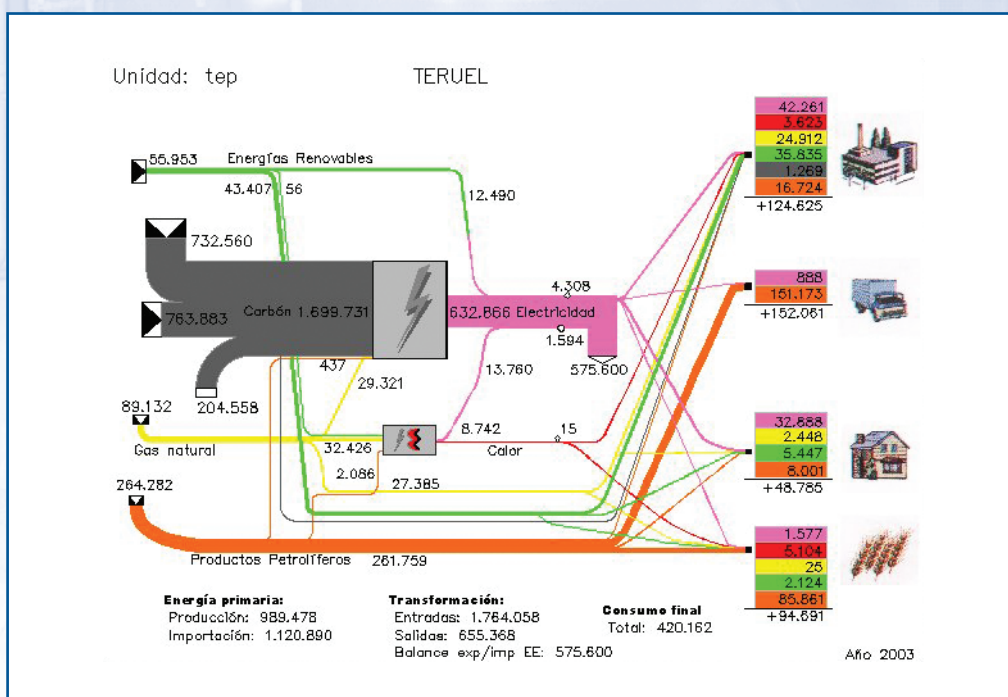 Unidad: tep
TERUEL
55.953
Energías Renovables
43.407
56
12.490
732.560
763.883
Carbón 1.699.731
204.558
437
29.321
632.866 Electricidad
4.308
1.594
575.600
13.760
89.132
Gas natural
32.426
2.086
27.385
8.742
15
Calor
264.282
Productos Petrolíferos
261.759
42.261
3.623
24.912
35.835
1.269
16.724
+124.625
888
151.173
+152.061
32.888
2.448
5.447
8.001
+48.785
1.577
5.104
25
2.124
85.861
+94.691
Energía primaria:
Producción: 989.478
Importación: 1.120.890
Transformación:
Entradas: 1.764.058
Salidas: 655.368
Balance exp/imp EE: 575.600
Consumo final
Total: 420.162
Año 2003